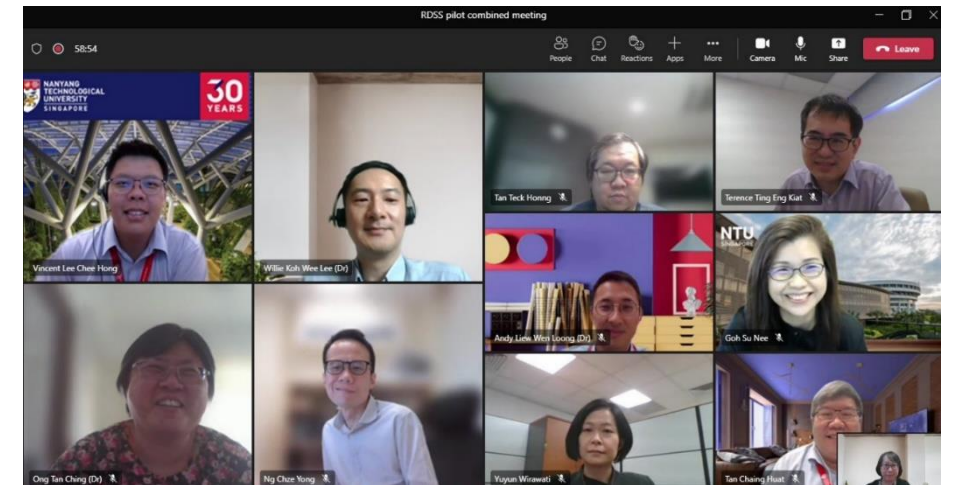 RDSS pilot combined meeting
58:54
People
Chat
Reactions
Apps
More
Camera
Mic
Share
Leave
NANYANG
TECHNOLOGICAL
UNIVERSITY
SINGAPORE
30
YEARS
Vincent Lee Chee Hong
Willie Koh Wee Lee (Dr)
Tan Teck Honng
Terence Ting Eng Kiat
Andy Liew Wen Loong (Dr)
NTU
SINGAPORE
Goh Su Nee
Ong Tan Ching (Dr)
Ng Chze Yong
Yuyun Wirawati
Tan Chaing Huat